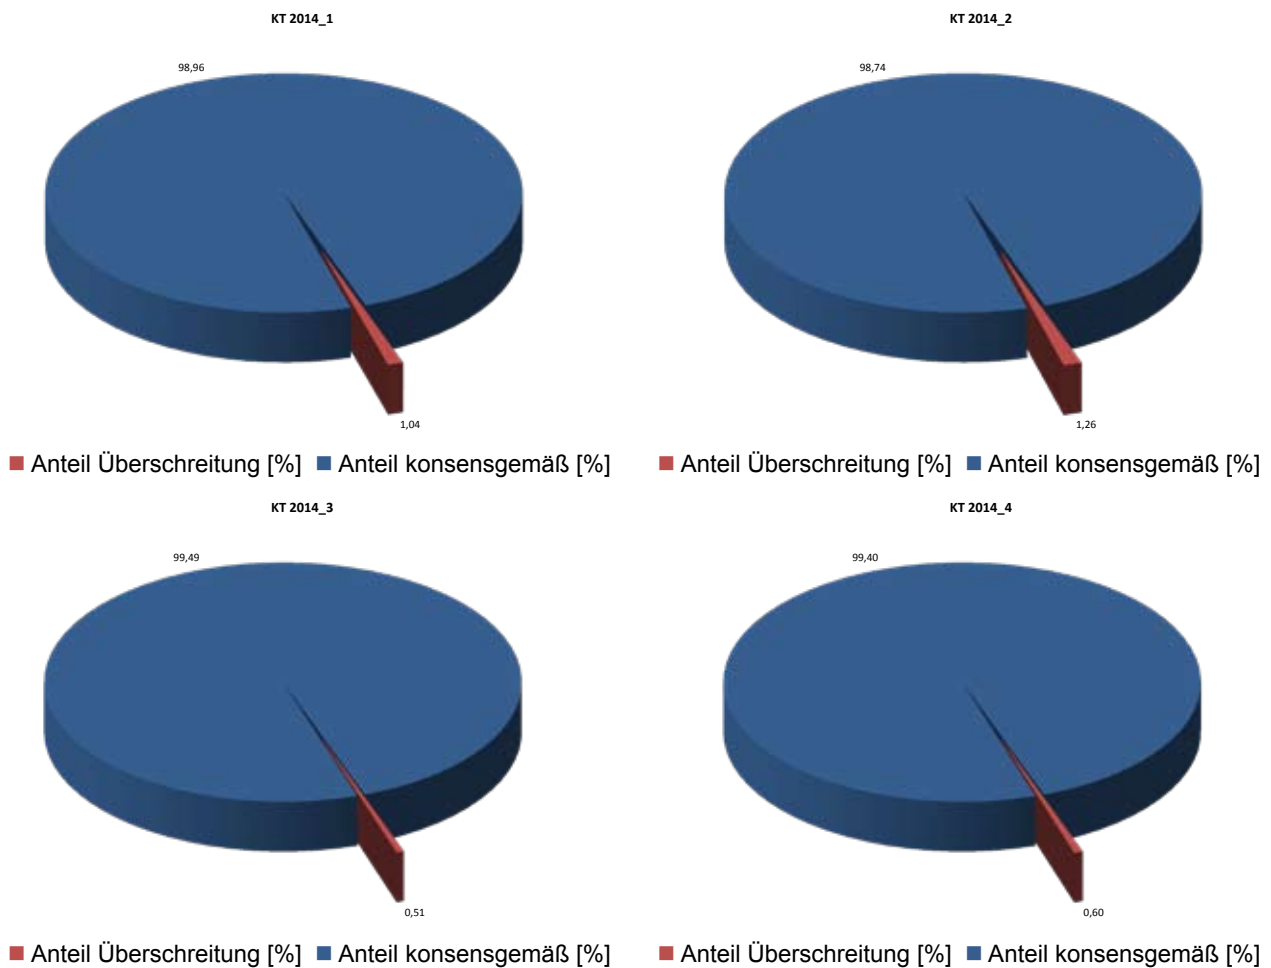 KT 2014_1
98,96
1,04
Anteil Überschreitung [%] Anteil konsensgemäß [%]
KT 2014_2
98,74
1,26
Anteil Überschreitung [%] Anteil konsensgemäß [%]
KT 2014_3
99,49
0,51
Anteil Überschreitung [%] Anteil konsensgemäß [%]
KT 2014_4
99,40
0,60
Anteil Überschreitung [%] Anteil konsensgemäß [%]